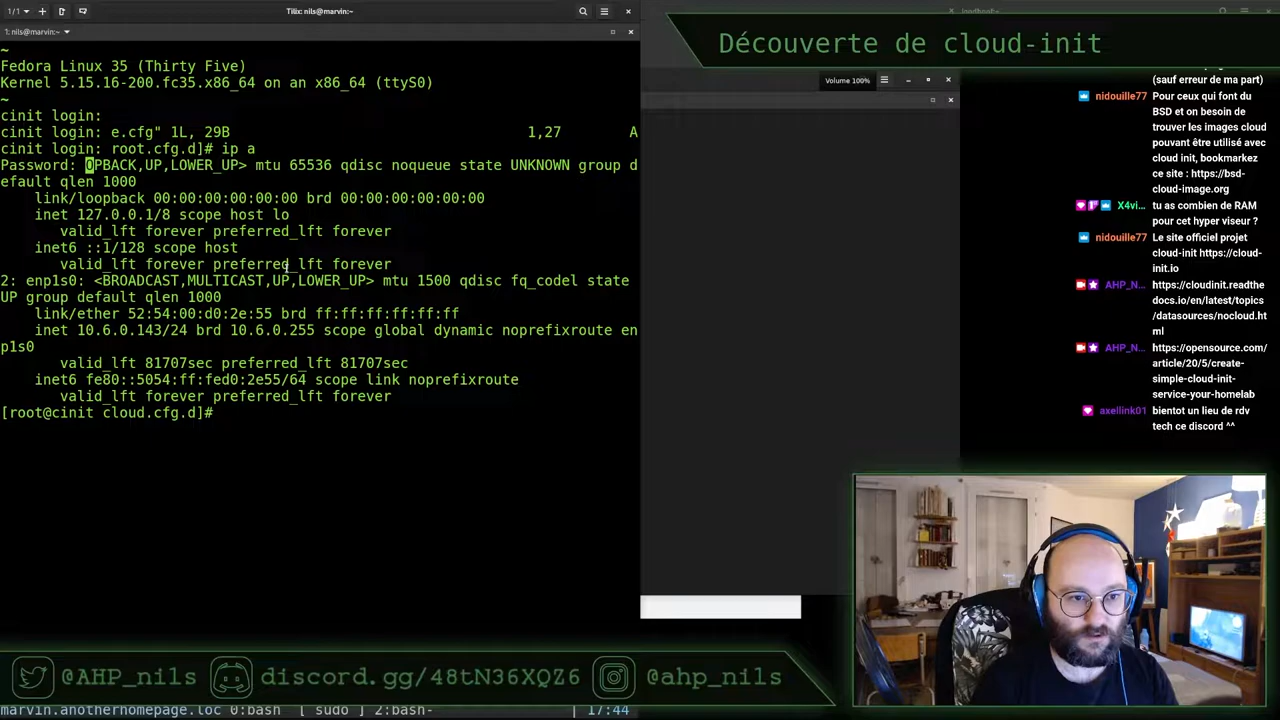 1/1
Tilix: nils@marvin:~
1: nils@marvin:~
~
Fedora Linux 35 (Thirty Five)
Kernel 5.15.16-200.fc35.x86_64 on an x86_64 (ttyS0)
~
cinit login:
cinit login: e.cfg" 1L, 29B 1,27 A
cinit login: root.cfg.d]# ip a
Password: OPBACK,UP,LOWER_UP> mtu 65536 qdisc noqueue state UNKNOWN group d
efault qlen 1000
link/loopback 00:00:00:00:00:00 brd 00:00:00:00:00:00
inet 127.0.0.1/8 scope host lo
valid_lft forever preferred_lft forever
inet6 ::1/128 scope host
valid_lft forever preferred_lft forever
2: enp1s0: <BROADCAST,MULTICAST,UP,LOWER_UP> mtu 1500 qdisc fq_codel state
UP group default qlen 1000
link/ether 52:54:00:d0:2e:55 brd ff:ff:ff:ff:ff:ff
inet 10.6.0.143/24 brd 10.6.0.255 scope global dynamic noprefixroute en
p1s0
valid_lft 81707sec preferred_lft 81707sec
inet6 fe80::5054:ff:fed0:2e55/64 scope link noprefixroute
valid_lft forever preferred_lft forever
[root@cinit cloud.cfg.d]#
Découverte de cloud-init
Volume 100%
(sauf erreur de ma part)
nidouille77 Pour ceux qui font du
BSD et on besoin de
trouver les images cloud
pouvant être utilisé avec
cloud init, bookmarkez
ce site : https://bsd-
cloud-image.org
X4vi... tu as combien de RAM
pour cet hyper viseur ?
nidouille77 Le site officiel projet
cloud-init https://cloud-
init.io
AHP_N... https://cloudinit.readthe
docs.io/en/latest/topics
/datasources/nocloud.ht
ml
AHP_N... https://opensource.com/
article/20/5/create-
simple-cloud-init-
service-your-homelab
axellink01 bientot un lieu de rdv
tech ce discord ^^
@AHP_nils discord.gg/48tN36XQZ6 @ahp_nils
marvin.anotherhomepage.loc 0:bash [ sudo ] 2:bash- | 17:44